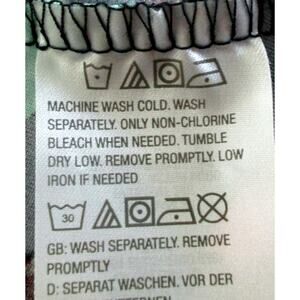 MACHINE WASH COLD. WASH
SEPARATELY. ONLY NON-CHLORINE
BLEACH WHEN NEEDED. TUMBLE
DRY LOW. REMOVE PROMPTLY. LOW
IRON IF NEEDED
30
GB: WASH SEPARATELY. REMOVE
PROMPTLY
D: SEPARAT WASCHEN. VOR DER